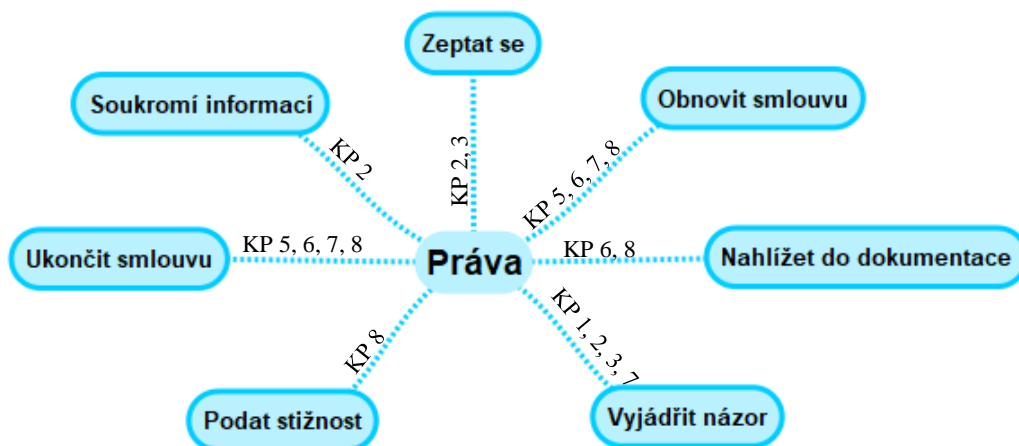 Zeptat se
Soukromí informací
Obnovit smlouvu
KP 2
KP 2, 3
KP 5, 6, 7, 8
Ukončit smlouvu
KP 5, 6, 7, 8
Práva
KP 6, 8
Nahlížet do dokumentace
KP 8
KP 1, 2, 3, 7
Podat stižnost
Vyjádřit názor